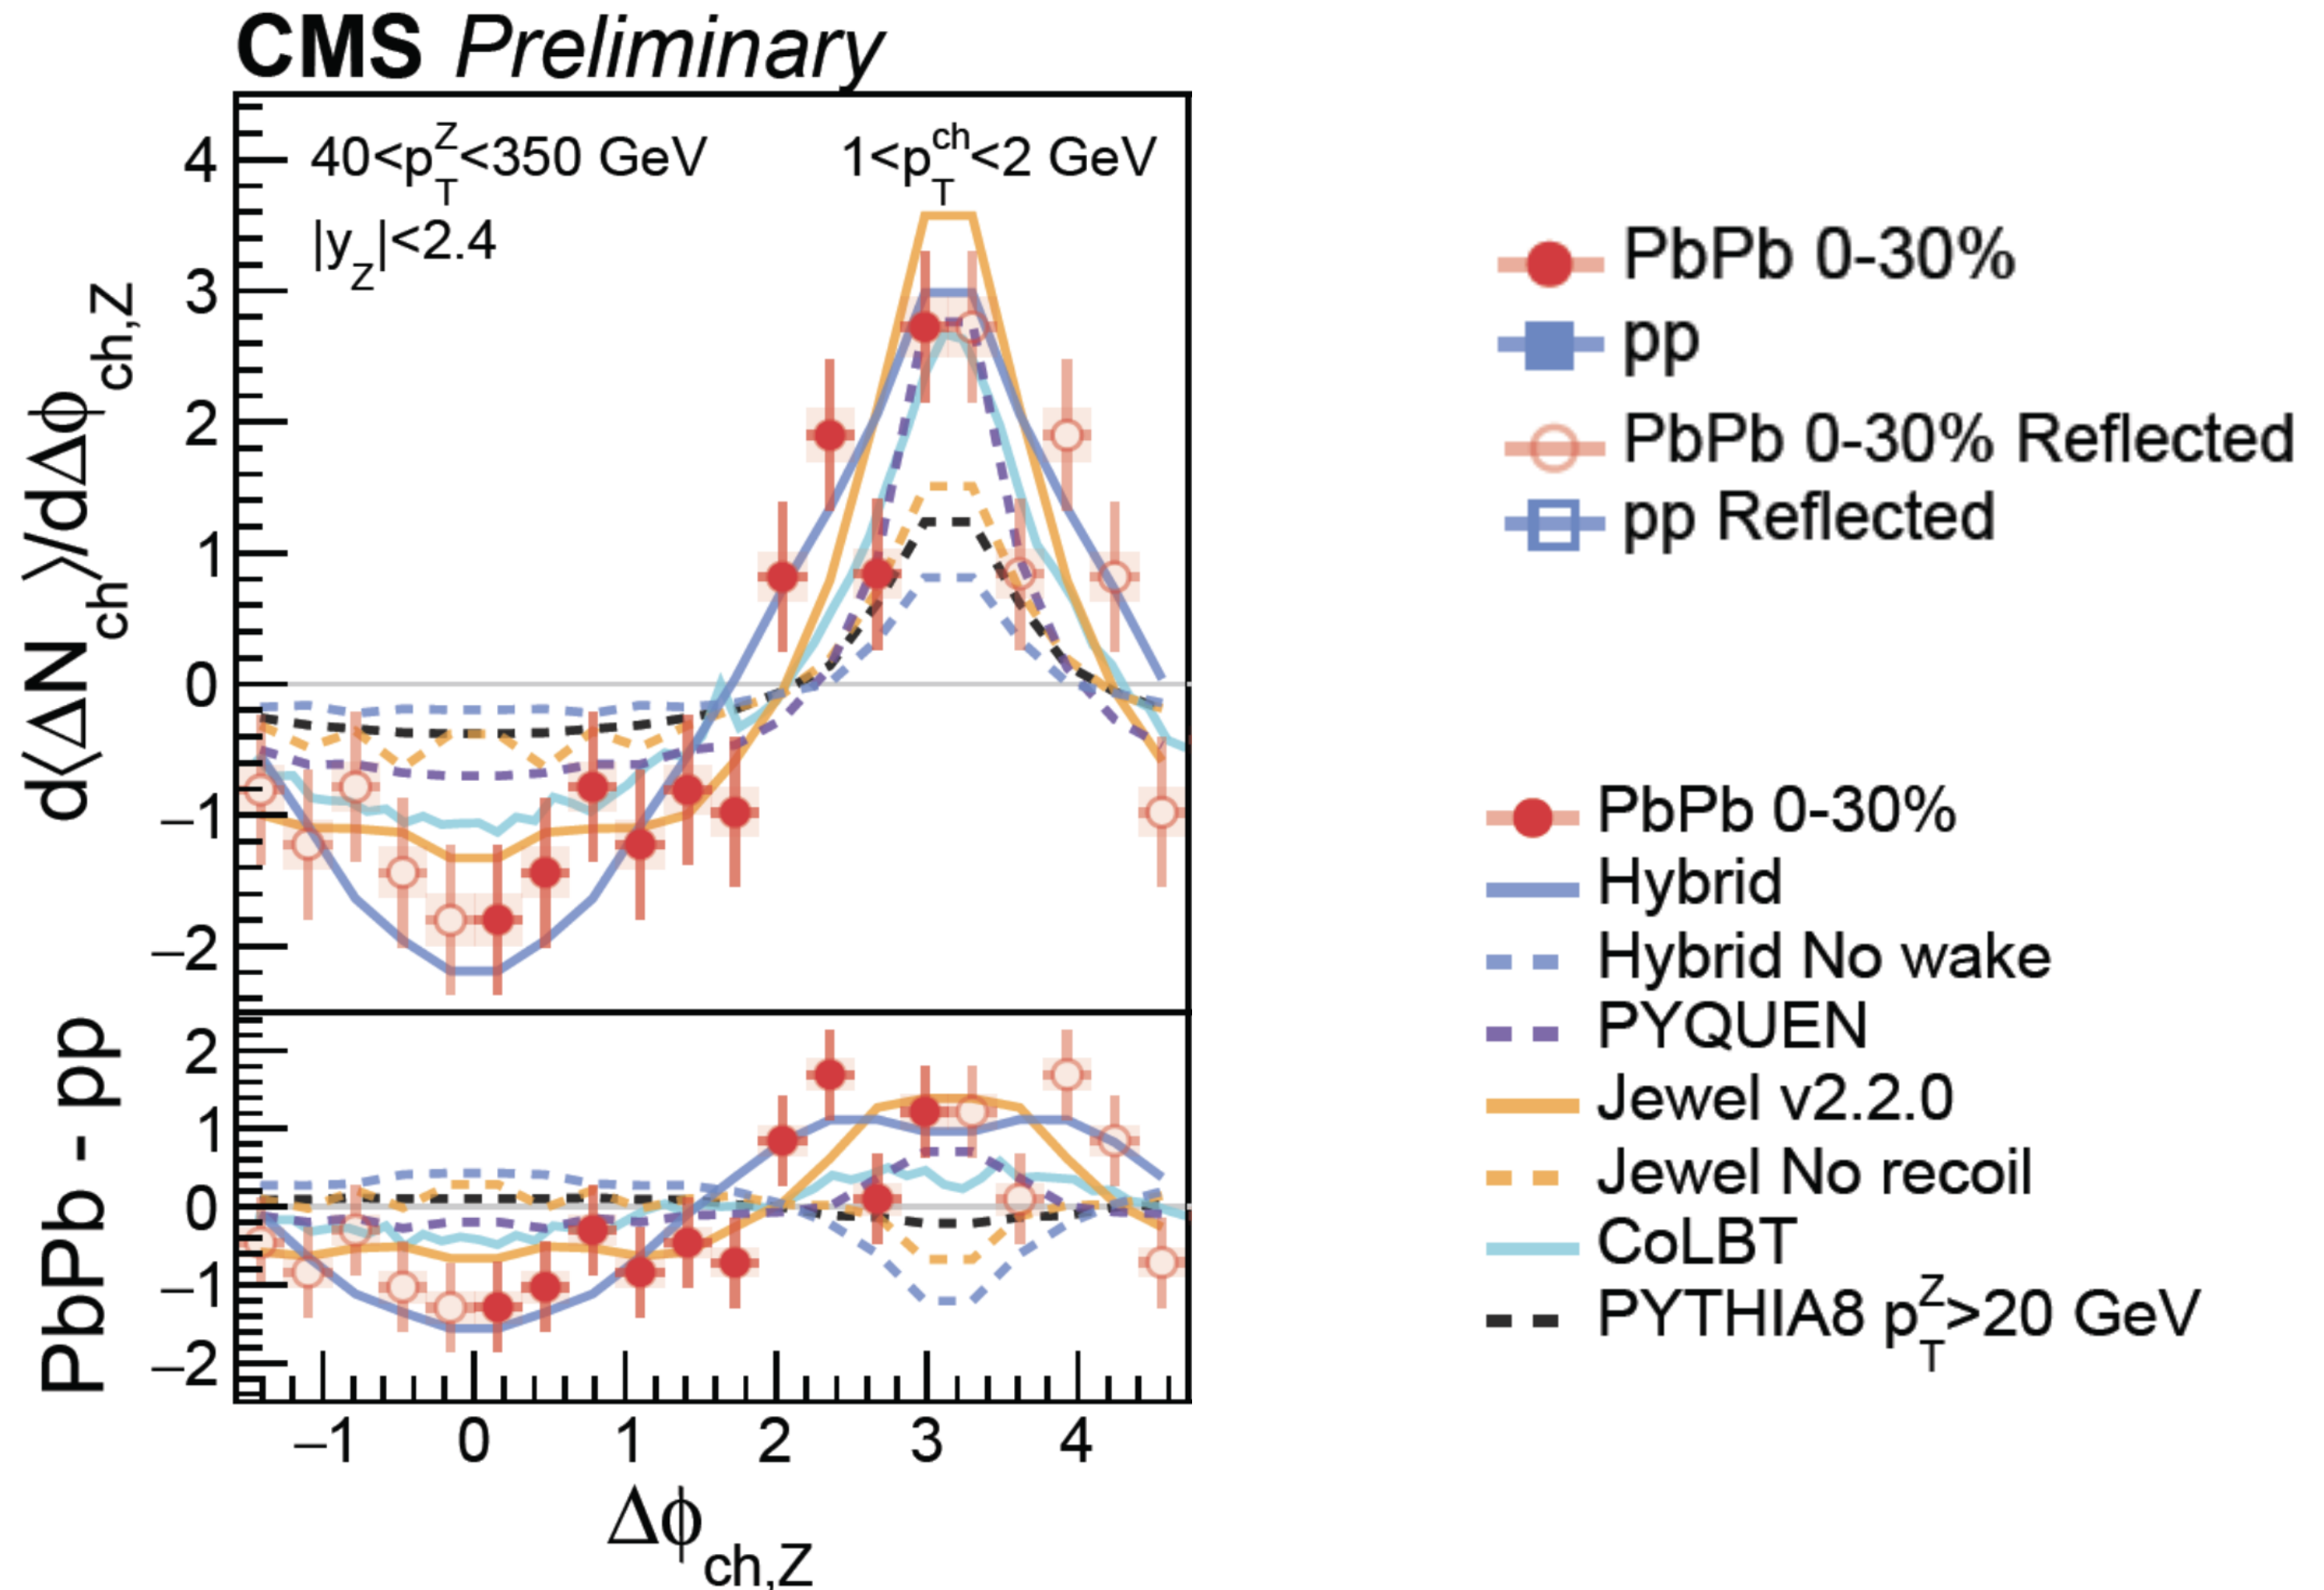 CMS Preliminary
40<p_T^Z<350 GeV
1<p_T^ch<2 GeV
|y_Z|<2.4
d⟨ΔN_ch⟩/dΔϕ_ch,Z
4
3
2
1
0
−1
−2
PbPb - pp
2
1
0
−1
−2
−1 0 1 2 3 4
Δϕ_ch,Z
PbPb 0-30%
pp
PbPb 0-30% Reflected
pp Reflected
PbPb 0-30%
Hybrid
Hybrid No wake
PYQUEN
Jewel v2.2.0
Jewel No recoil
CoLBT
PYTHIA8 p_T^Z>20 GeV